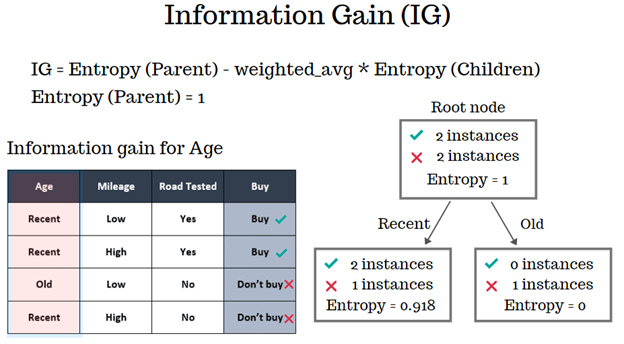 Information Gain (IG)
IG = Entropy (Parent) - weighted_avg * Entropy (Children)
Entropy (Parent) = 1
Information gain for Age
Age Mileage Road Tested Buy
Recent Low Yes Buy ✓
Recent High Yes Buy ✓
Old Low No Don't buy ✗
Recent High No Don't buy ✗
Root node
✓ 2 instances
✗ 2 instances
Entropy = 1
Recent
Old
✓ 2 instances
✗ 1 instances
Entropy = 0.918
✓ 0 instances
✗ 1 instances
Entropy = 0